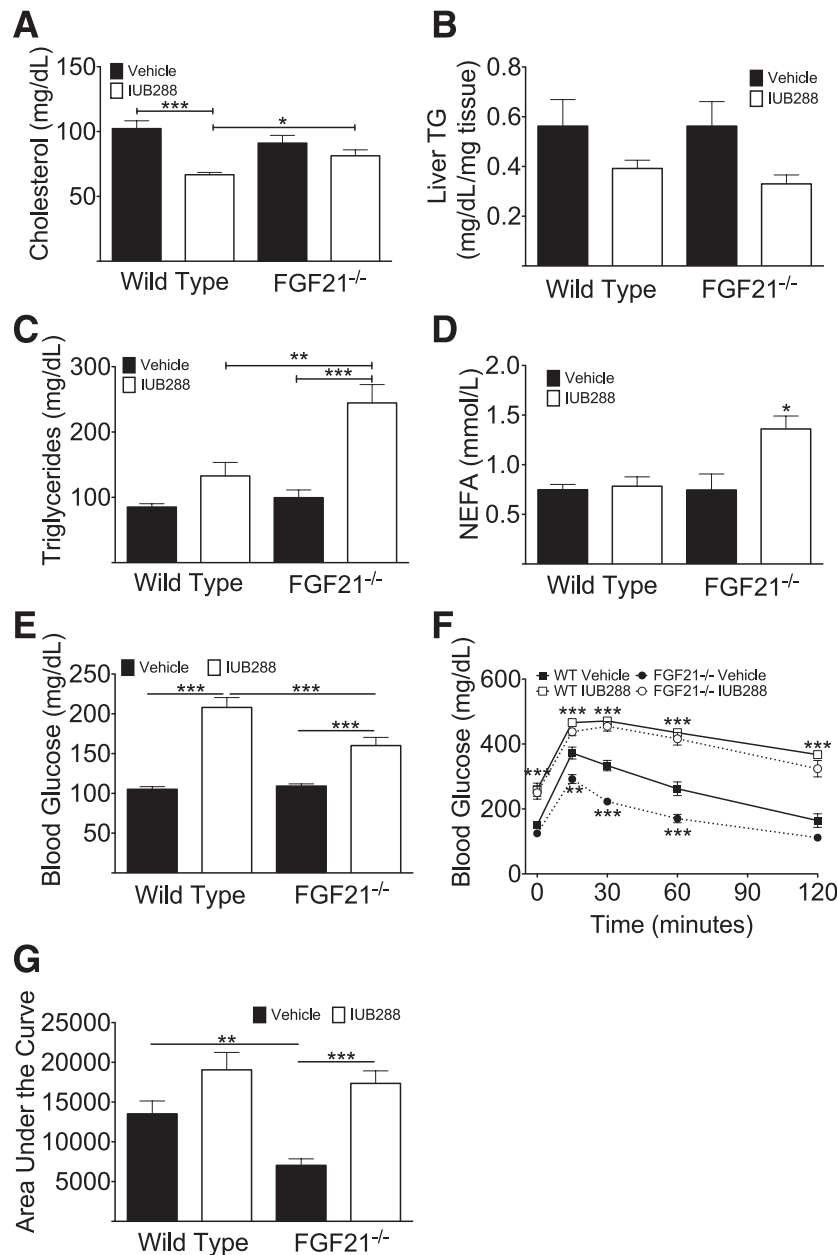 A
Cholesterol (mg/dL)
150
100
50
Vehicle
IUB288
***
*
Wild Type
FGF21-/-
B
Liver TG
(mg/dL/mg tissue)
0.8
0.6
0.4
0.2
Vehicle
IUB288
Wild Type
FGF21-/-
C
Triglycerides (mg/dL)
300
200
100
Vehicle
IUB288
**
***
Wild Type
FGF21-/-
D
NEFA (mmol/L)
2.0
1.5
1.0
0.5
Vehicle
IUB288
*
Wild Type
FGF21-/-
E
Blood Glucose (mg/dL)
250
200
150
100
50
Vehicle
IUB288
***
***
***
Wild Type
FGF21-/-
F
Blood Glucose (mg/dL)
600
400
200
0
WT Vehicle
FGF21-/- Vehicle
WT IUB288
FGF21-/- IUB288
***
***
***
***
***
**
***
***
0
30
60
90
120
Time (minutes)
G
Area Under the Curve
25000
20000
15000
10000
5000
Vehicle
IUB288
**
***
Wild Type
FGF21-/-